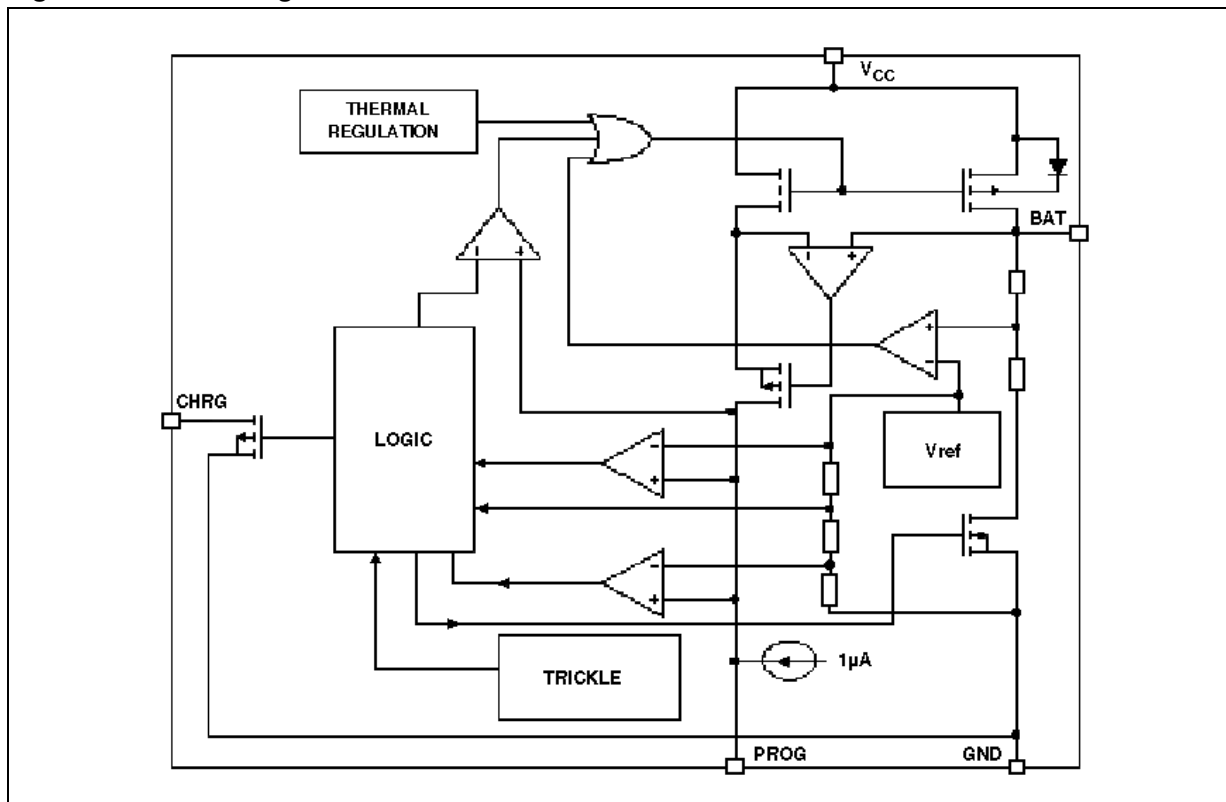 VCC
THERMAL
REGULATION
BAT
- +
- +
+
-
CHRG
LOGIC
Vref
-
+
-
+
1µA
TRICKLE
PROG
GND